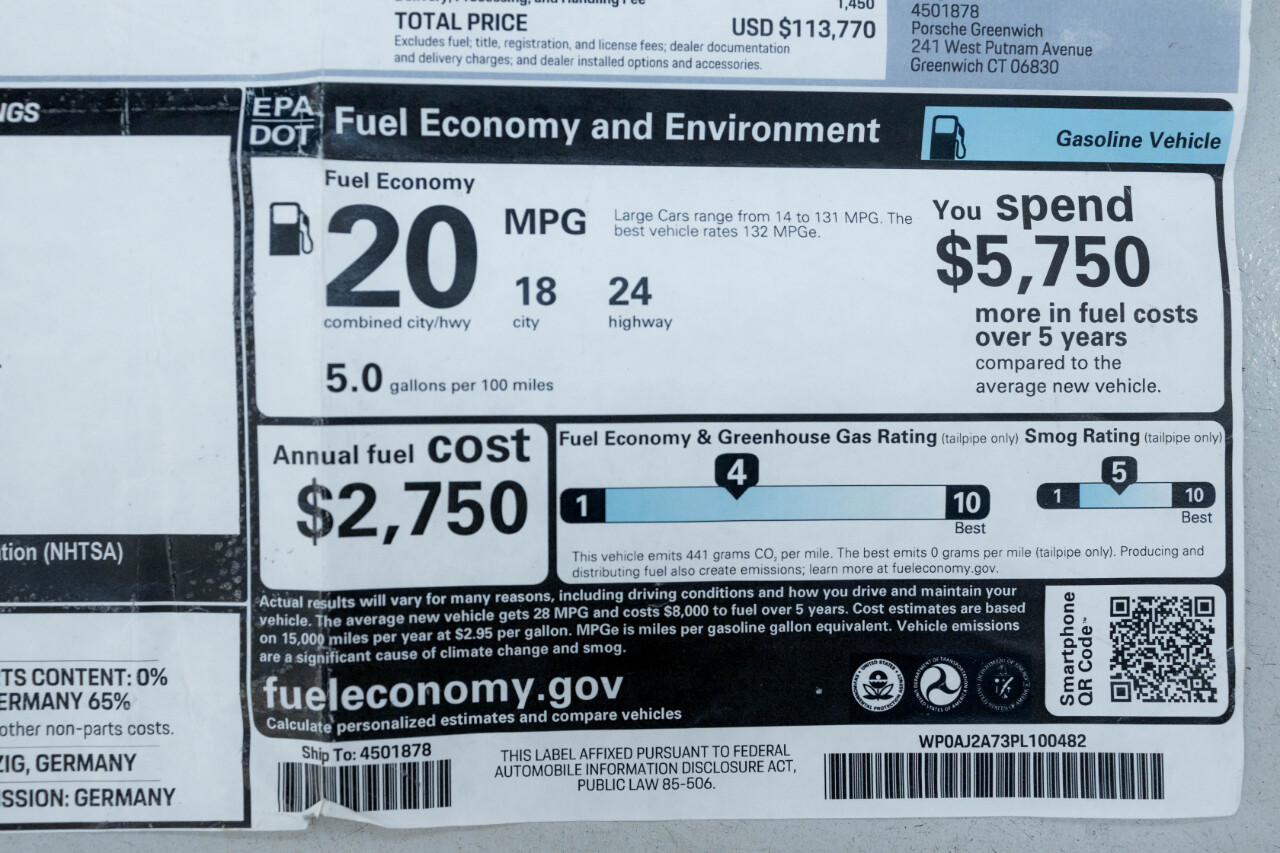 Delivery, Processing, and Handling Fee 1,450
TOTAL PRICE USD $113,770
Excludes fuel; title, registration, and license fees; dealer documentation
and delivery charges; and dealer installed options and accessories.
4501878
Porsche Greenwich
241 West Putnam Avenue
Greenwich CT 06830
NGS
EPA
DOT
Fuel Economy and Environment
Gasoline Vehicle
Fuel Economy
20
MPG
Large Cars range from 14 to 131 MPG. The
best vehicle rates 132 MPGe.
18
24
combined city/hwy
city
highway
5.0 gallons per 100 miles
You spend
$5,750
more in fuel costs
over 5 years
compared to the
average new vehicle.
Annual fuel cost
$2,750
Fuel Economy & Greenhouse Gas Rating (tailpipe only)
4
1
10
Best
Smog Rating (tailpipe only)
5
1
10
Best
This vehicle emits 441 grams CO₂ per mile. The best emits 0 grams per mile (tailpipe only). Producing and
distributing fuel also create emissions; learn more at fueleconomy.gov.
tion (NHTSA)
Actual results will vary for many reasons, including driving conditions and how you drive and maintain your
vehicle. The average new vehicle gets 28 MPG and costs $8,000 to fuel over 5 years. Cost estimates are based
on 15,000 miles per year at $2.95 per gallon. MPGe is miles per gasoline gallon equivalent. Vehicle emissions
are a significant cause of climate change and smog.
fueleconomy.gov
Calculate personalized estimates and compare vehicles
Smartphone
QR Code™
TS CONTENT: 0%
ERMANY 65%
other non-parts costs.
ZIG, GERMANY
SSION: GERMANY
Ship To: 4501878
THIS LABEL AFFIXED PURSUANT TO FEDERAL
AUTOMOBILE INFORMATION DISCLOSURE ACT,
PUBLIC LAW 85-506.
WP0AJ2A73PL100482